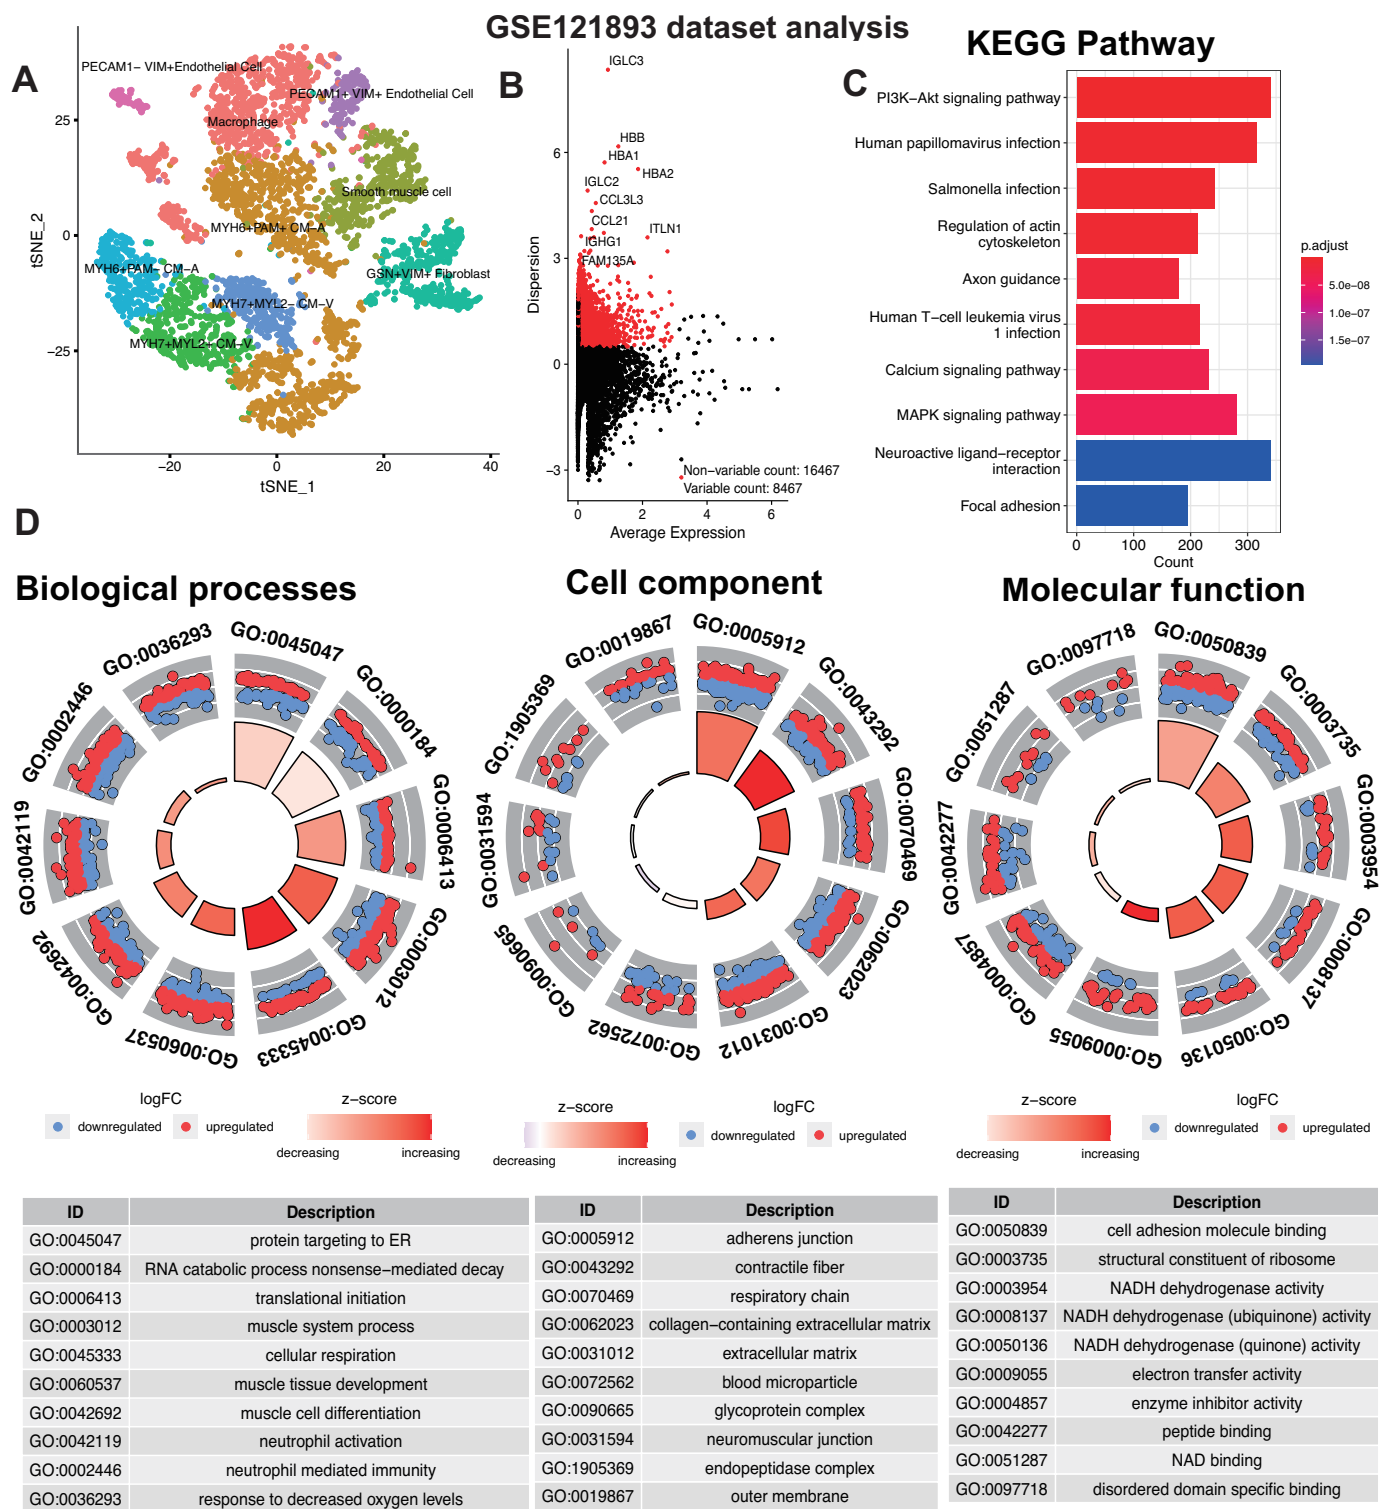 GSE121893 dataset analysis
A
PECAM1− VIM+Endothelial Cell
PECAM1+ VIM+ Endothelial Cell
Macrophage
Smooth muscle cell
MYH6+PAM+ CM−A
MYH6+PAM− CM−A
GSN+VIM+ Fibroblast
MYH7+MYL2− CM−V
MYH7+MYL2+ CM−V
25
0
−25
tSNE_2
−20
0
20
40
tSNE_1
B
IGLC3
HBB
HBA1
HBA2
IGLC2
CCL3L3
CCL21
ITLN1
IGHG1
FAM135A
6
3
0
−3
Dispersion
Non−variable count: 16467
Variable count: 8467
0
2
4
6
Average Expression
KEGG Pathway
C
PI3K−Akt signaling pathway
Human papillomavirus infection
Salmonella infection
Regulation of actin
cytoskeleton
Axon guidance
Human T−cell leukemia virus
1 infection
Calcium signaling pathway
MAPK signaling pathway
Neuroactive ligand−receptor
interaction
Focal adhesion
0
100
200
300
Count
p.adjust
5.0e−08
1.0e−07
1.5e−07
D
Biological processes
GO:0045047
GO:0000184
GO:0006413
GO:0003012
GO:0045333
GO:0060537
GO:0042692
GO:0042119
GO:0002446
GO:0036293
logFC
downregulated
upregulated
z−score
decreasing
increasing
Cell component
GO:0005912
GO:0043292
GO:0070469
GO:0062023
GO:0031012
GO:0072562
GO:0090665
GO:0031594
GO:1905369
GO:0019867
z−score
decreasing
increasing
logFC
downregulated
upregulated
Molecular function
GO:0050839
GO:0003735
GO:0003954
GO:0008137
GO:0050136
GO:0009055
GO:0004857
GO:0042277
GO:0051287
GO:0097718
z−score
decreasing
increasing
logFC
downregulated
upregulated
ID Description
GO:0045047 protein targeting to ER
GO:0000184 RNA catabolic process nonsense−mediated decay
GO:0006413 translational initiation
GO:0003012 muscle system process
GO:0045333 cellular respiration
GO:0060537 muscle tissue development
GO:0042692 muscle cell differentiation
GO:0042119 neutrophil activation
GO:0002446 neutrophil mediated immunity
GO:0036293 response to decreased oxygen levels
ID Description
GO:0005912 adherens junction
GO:0043292 contractile fiber
GO:0070469 respiratory chain
GO:0062023 collagen−containing extracellular matrix
GO:0031012 extracellular matrix
GO:0072562 blood microparticle
GO:0090665 glycoprotein complex
GO:0031594 neuromuscular junction
GO:1905369 endopeptidase complex
GO:0019867 outer membrane
ID Description
GO:0050839 cell adhesion molecule binding
GO:0003735 structural constituent of ribosome
GO:0003954 NADH dehydrogenase activity
GO:0008137 NADH dehydrogenase (ubiquinone) activity
GO:0050136 NADH dehydrogenase (quinone) activity
GO:0009055 electron transfer activity
GO:0004857 enzyme inhibitor activity
GO:0042277 peptide binding
GO:0051287 NAD binding
GO:0097718 disordered domain specific binding